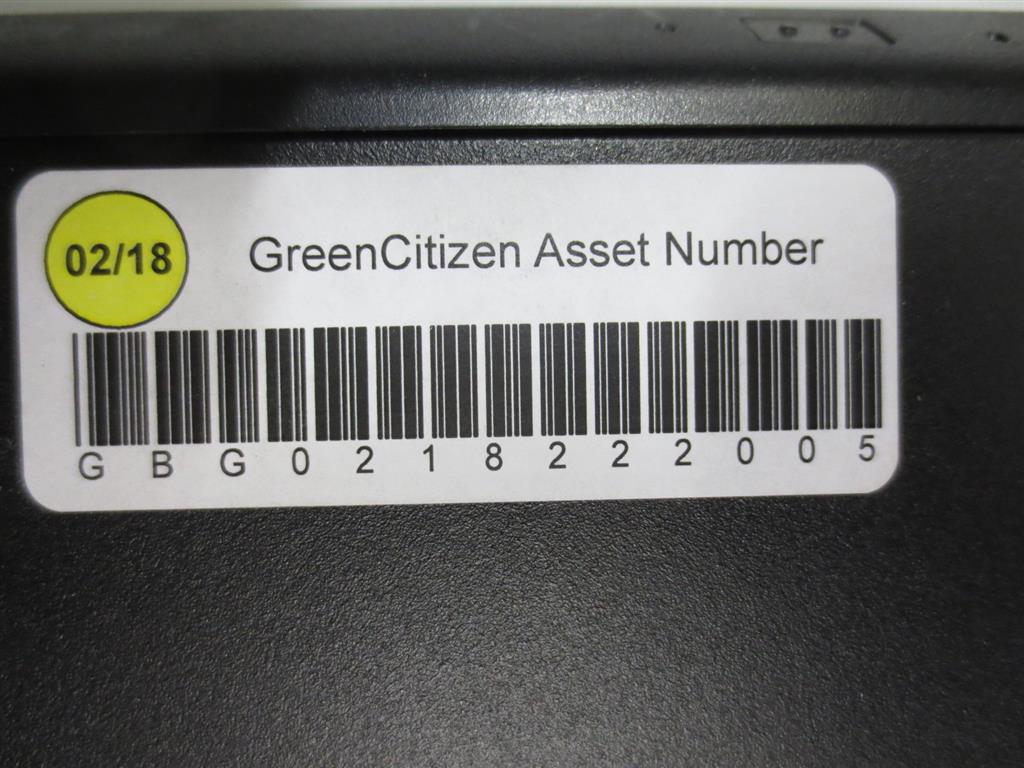 02/18
GreenCitizen Asset Number
G B G 0 2 1 8 2 2 2 0 0 5